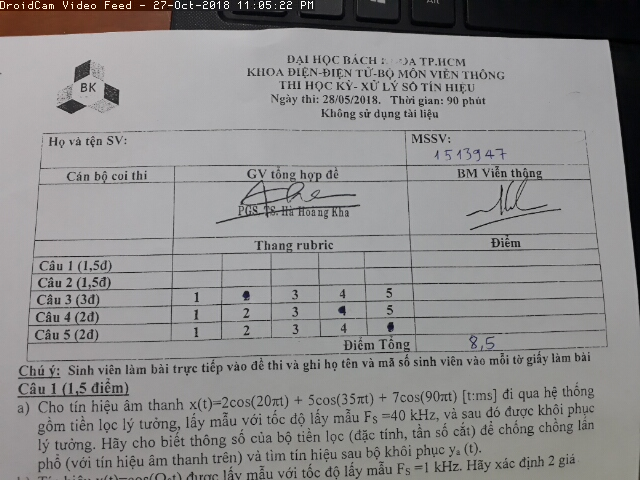 DroidCam Video Feed - 27-Oct-2018 11:05:22 PM
BK
ĐẠI HỌC BÁCH KHOA TP.HCM
KHOA ĐIỆN-ĐIỆN TỬ-BỘ MÔN VIỄN THÔNG
THI HỌC KỲ- XỬ LÝ SỐ TÍN HIỆU
Ngày thi: 28/05/2018. Thời gian: 90 phút
Không sử dụng tài liệu
Họ và tên SV: MSSV:
1513947
Cán bộ coi thi GV tổng hợp đề BM Viễn thông
PGS. TS. Hà Hoàng Kha
Thang rubric Điểm
Câu 1 (1,5đ)
Câu 2 (1,5đ)
Câu 3 (3đ) 1 2 3 4 5
Câu 4 (2đ) 1 2 3 4 5
Câu 5 (2đ) 1 2 3 4
Điểm Tổng 8,5
Chú ý: Sinh viên làm bài trực tiếp vào đề thi và ghi họ tên và mã số sinh viên vào mỗi tờ giấy làm bài
Câu 1 (1,5 điểm)
a) Cho tín hiệu âm thanh x(t)=2cos(20πt) + 5cos(35πt) + 7cos(90πt) [t:ms] đi qua hệ thống
gồm tiền lọc lý tưởng, lấy mẫu với tốc độ lấy mẫu FS =40 kHz, và sau đó được khôi phục
lý tưởng. Hãy cho biết thông số của bộ tiền lọc (đặc tính, tần số cắt) để chống chồng lấn
phổ (với tín hiệu âm thanh trên) và tìm tín hiệu sau bộ khôi phục ya (t).
được lấy mẫu với tốc độ lấy mẫu FS =1 kHz. Hãy xác định 2 giá